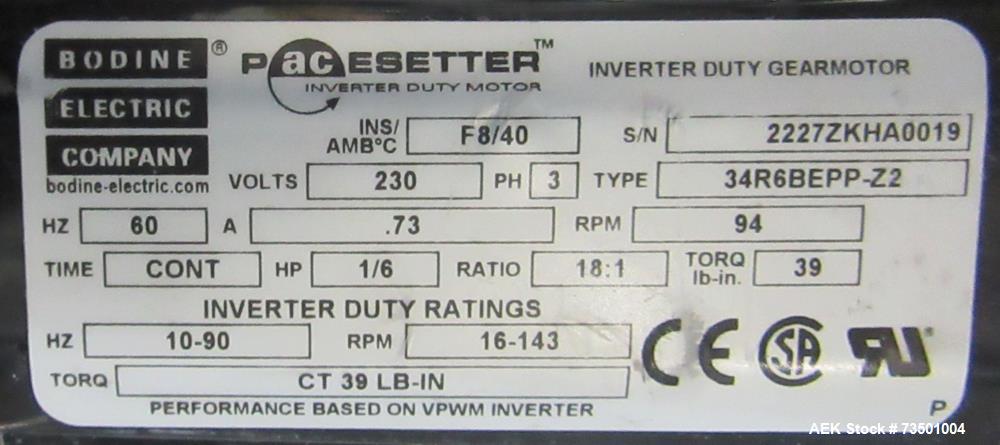 BODINE ® PACESETTER™ INVERTER DUTY GEARMOTOR
INVERTER DUTY MOTOR
ELECTRIC
COMPANY
bodine-electric.com
INS/AMB°C F8/40 S/N 2227ZKHA0019
VOLTS 230 PH 3 TYPE 34R6BEPP-Z2
HZ 60 A .73 RPM 94
TIME CONT HP 1/6 RATIO 18:1 TORQ lb-in. 39
INVERTER DUTY RATINGS
HZ 10-90 RPM 16-143
TORQ CT 39 LB-IN
CE SA RU ®
PERFORMANCE BASED ON VPWM INVERTER
P
AEK Stock # 73501004